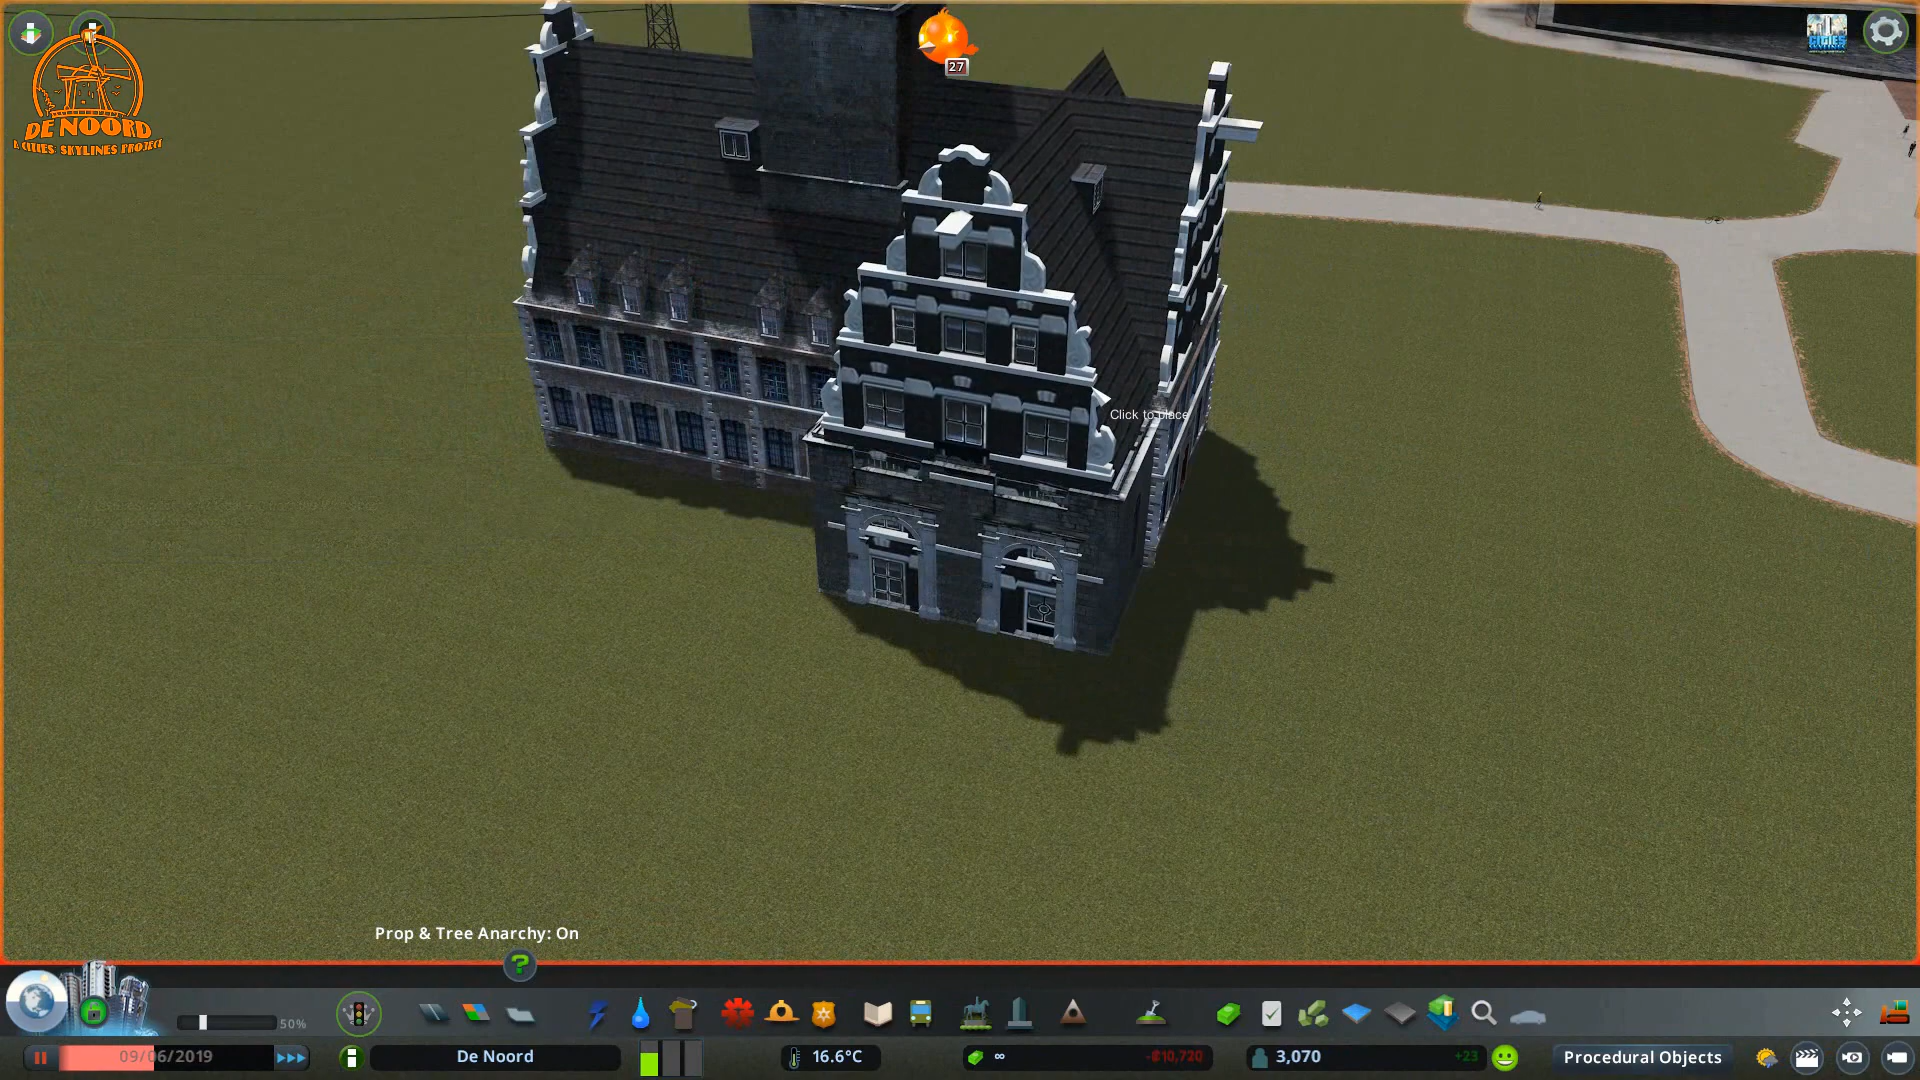 27
CITIES
DE NOORD
A CITIES: SKYLINES PROJECT
Click to place
Prop & Tree Anarchy: On
?
50%
09/06/2019
De Noord
16.6°C
∞
-₡10,720
3,070
+23
Procedural Objects